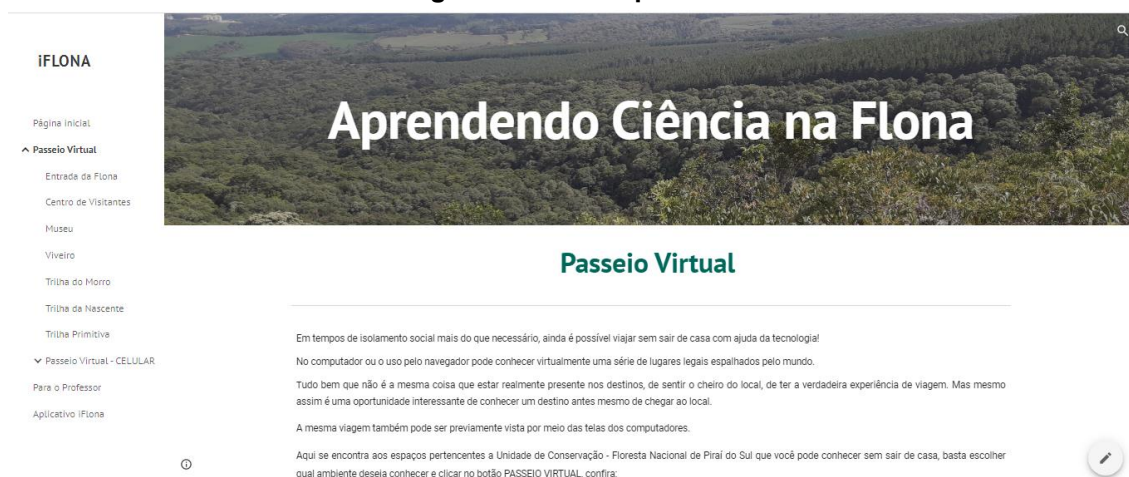 iFLONA
Página inicial
Passeio Virtual
Entrada da Flona
Centro de Visitantes
Museu
Viveiro
Trilha do Morro
Trilha da Nascente
Trilha Primitiva
Passeio Virtual - CELULAR
Para o Professor
Aplicativo iFlona
Aprendendo Ciência na Flona
Passeio Virtual
Em tempos de isolamento social mais do que necessário, ainda é possível viajar sem sair de casa com ajuda da tecnologia!
No computador ou o uso pelo navegador pode conhecer virtualmente uma série de lugares legais espalhados pelo mundo.
Tudo bem que não é a mesma coisa que estar realmente presente nos destinos, de sentir o cheiro do local, de ter a verdadeira experiência de viagem. Mas mesmo
assim é uma oportunidade interessante de conhecer um destino antes mesmo de chegar ao local.
A mesma viagem também pode ser previamente vista por meio das telas dos computadores.
Aqui se encontra aos espaços pertencentes a Unidade de Conservação - Floresta Nacional de Piraí do Sul que você pode conhecer sem sair de casa, basta escolher
qual ambiente deseja conhecer e clicar no botão PASSEIO VIRTUAL, confira: